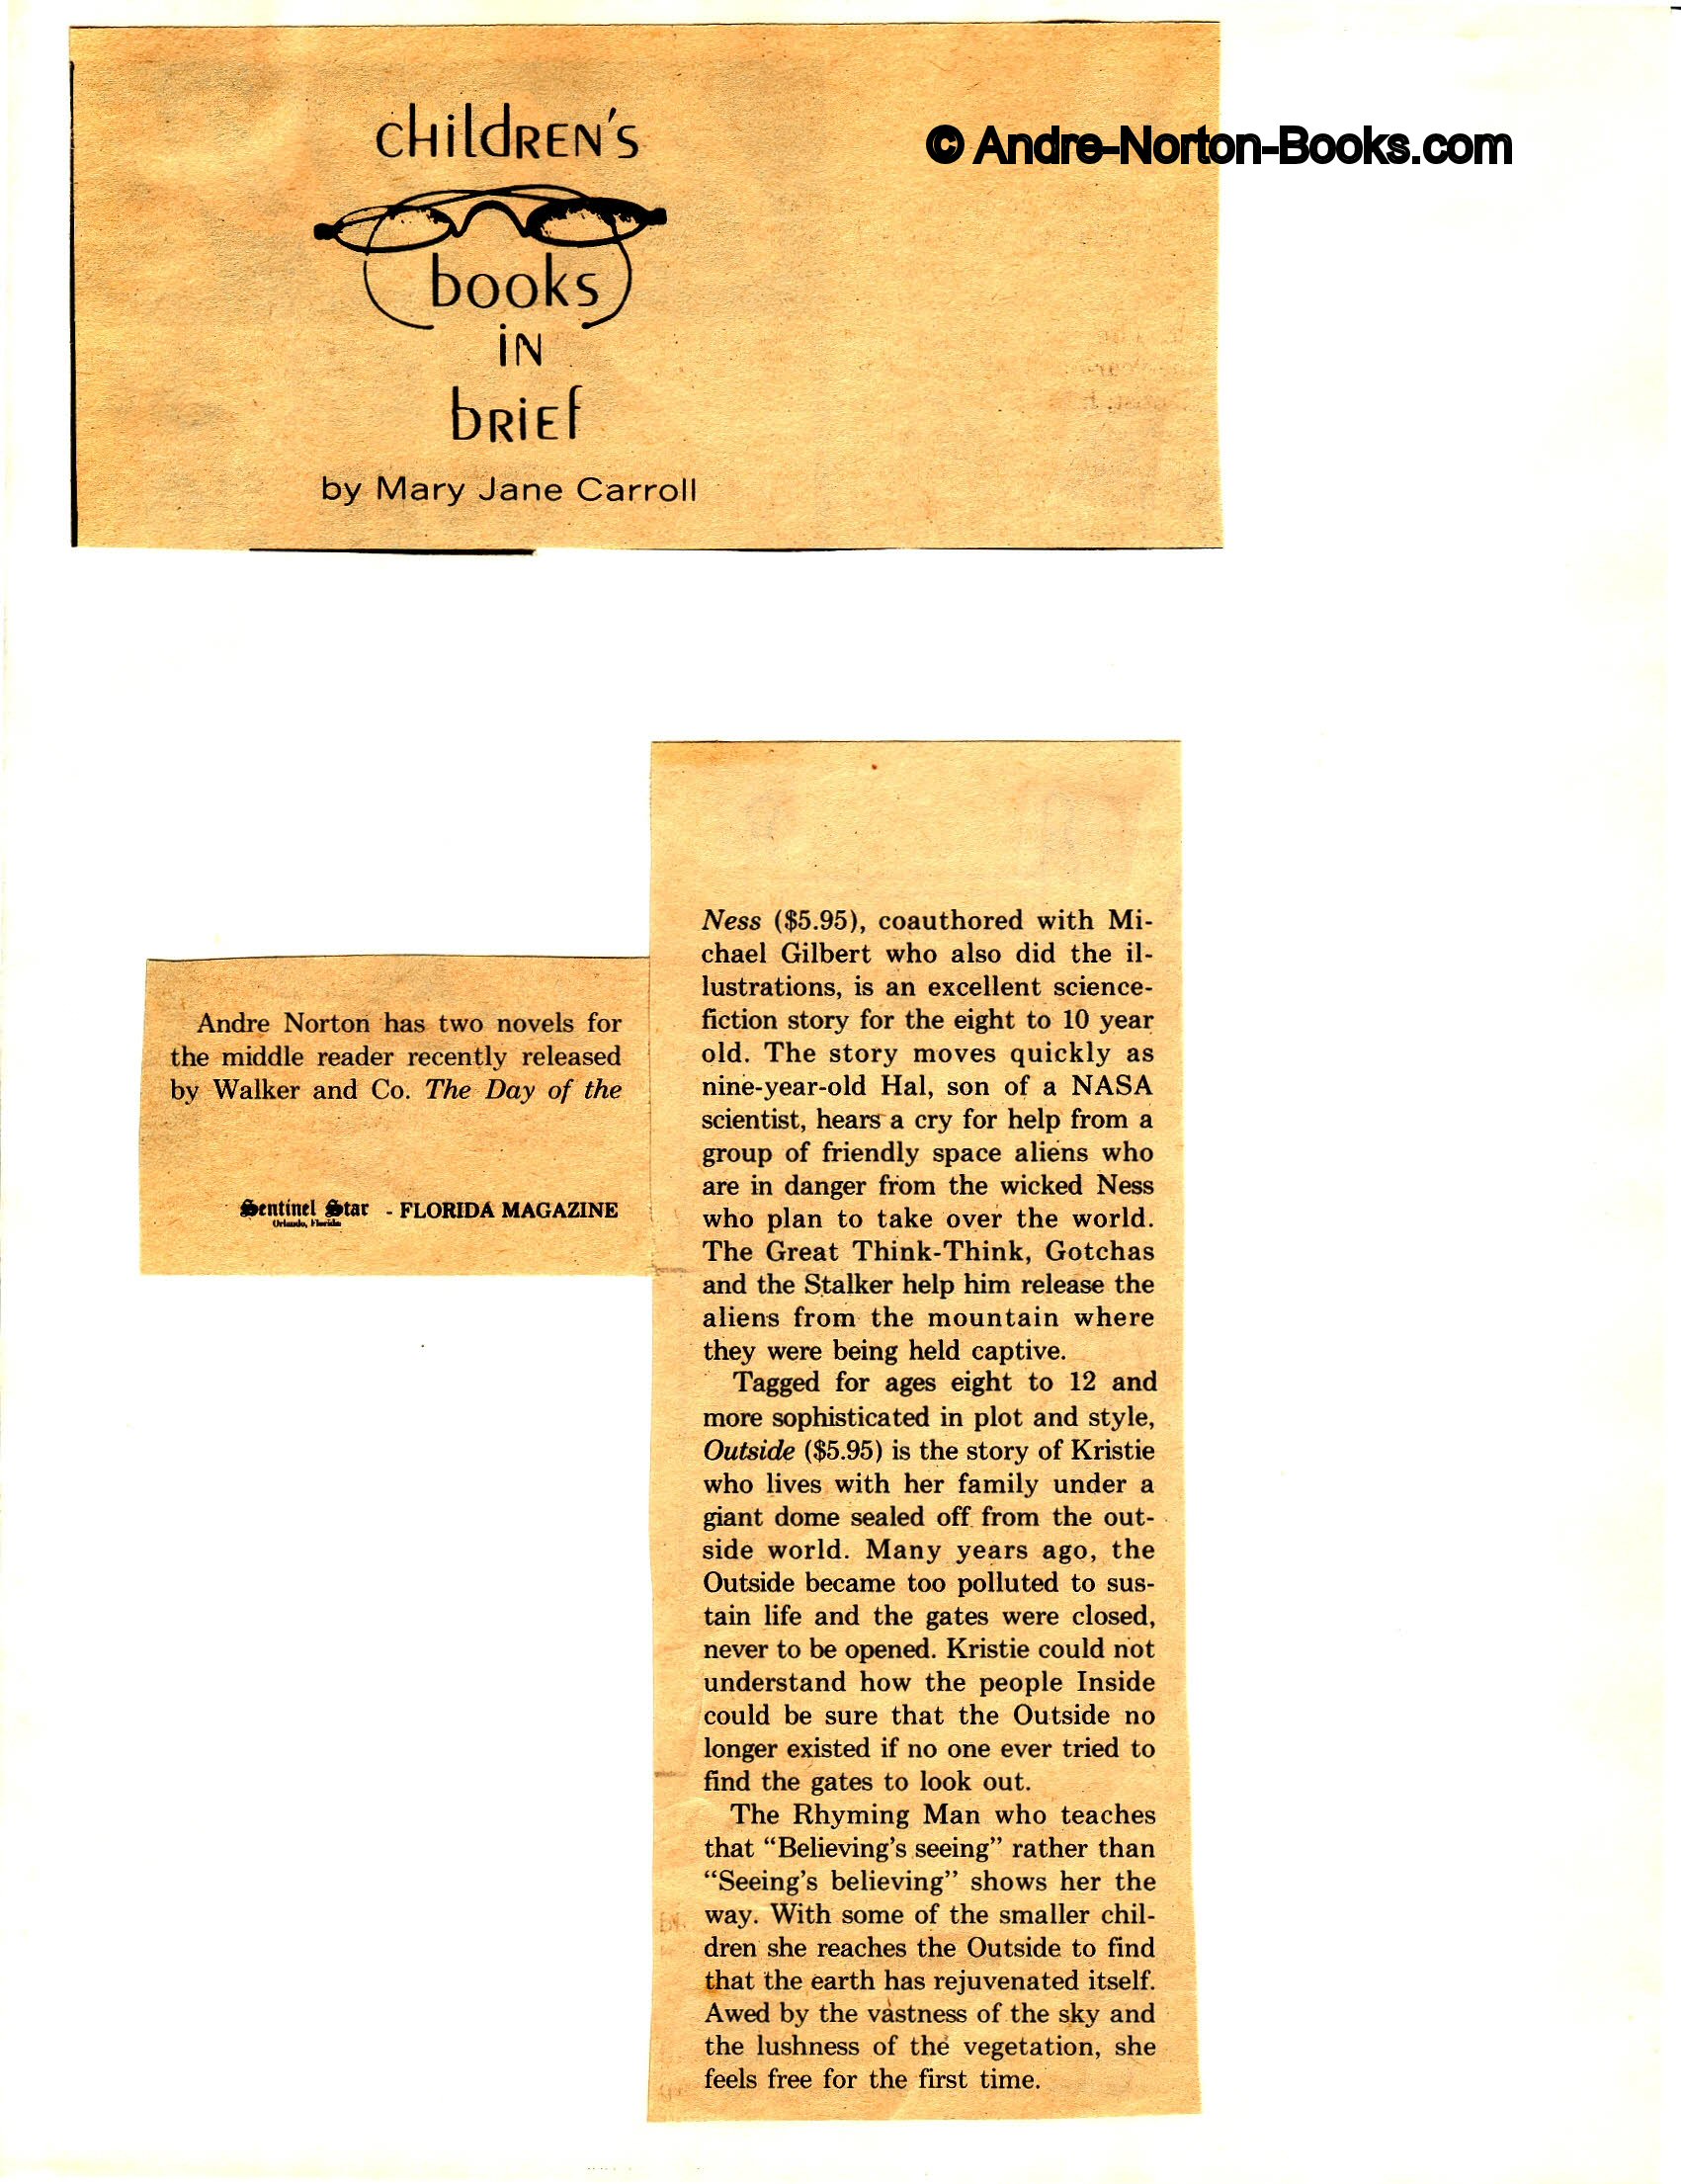 children's
books
in
brief
by Mary Jane Carroll
© Andre-Norton-Books.com
Andre Norton has two novels for
the middle reader recently released
by Walker and Co. The Day of the
Sentinel Star - FLORIDA MAGAZINE
Orlando, Florida
Ness ($5.95), coauthored with Mi-
chael Gilbert who also did the il-
lustrations, is an excellent science-
fiction story for the eight to 10 year
old. The story moves quickly as
nine-year-old Hal, son of a NASA
scientist, hears a cry for help from a
group of friendly space aliens who
are in danger from the wicked Ness
who plan to take over the world.
The Great Think-Think, Gotchas
and the Stalker help him release the
aliens from the mountain where
they were being held captive.
Tagged for ages eight to 12 and
more sophisticated in plot and style,
Outside ($5.95) is the story of Kristie
who lives with her family under a
giant dome sealed off from the out-
side world. Many years ago, the
Outside became too polluted to sus-
tain life and the gates were closed,
never to be opened. Kristie could not
understand how the people Inside
could be sure that the Outside no
longer existed if no one ever tried to
find the gates to look out.
The Rhyming Man who teaches
that “Believing's seeing” rather than
“Seeing's believing” shows her the
way. With some of the smaller chil-
dren she reaches the Outside to find
that the earth has rejuvenated itself.
Awed by the vastness of the sky and
the lushness of the vegetation, she
feels free for the first time.